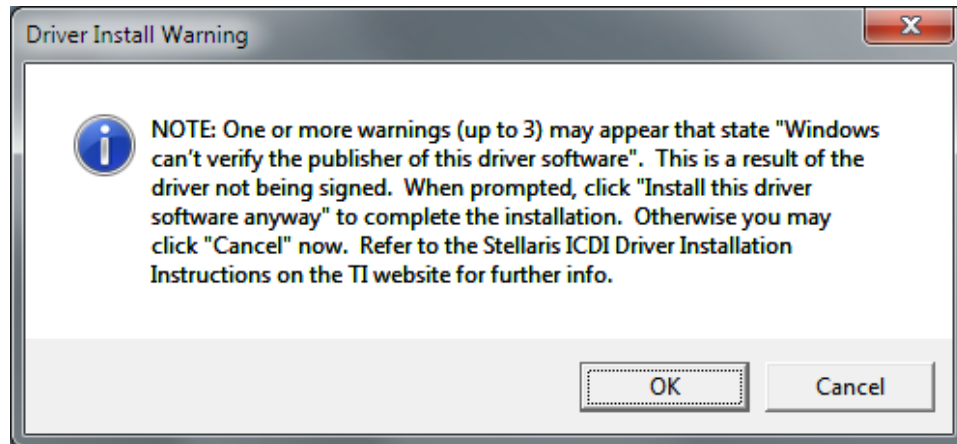 Driver Install Warning
NOTE: One or more warnings (up to 3) may appear that state "Windows
can't verify the publisher of this driver software".  This is a result of the
driver not being signed.  When prompted, click "Install this driver
software anyway" to complete the installation.  Otherwise you may
click "Cancel" now.  Refer to the Stellaris ICDI Driver Installation
Instructions on the TI website for further info.
OK
Cancel